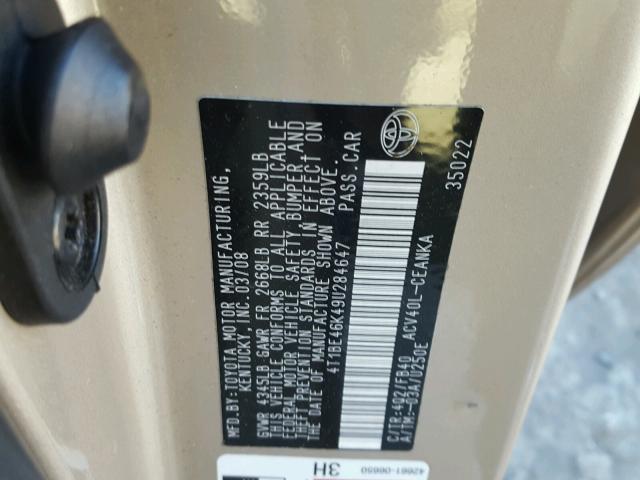 MFD.BY:TOYOTA MOTOR MANUFACTURING,
KENTUCKY, INC. 03/08
GVWR 4345LB GAWR FR 2668LB RR 2359LB
THIS VEHICLE CONFORMS TO ALL APPLICABLE
FEDERAL MOTOR VEHICLE SAFETY BUMPER, AND
THEFT PREVENTION STANDARDS IN EFFECT ON
THE DATE OF MANUFACTURE SHOWN ABOVE.
4T1BE46K49U284647 PASS.CAR
C/TR:4Q2/FB40 ACV40L-CEANKA
A/TM:-03A/U250E
35022
42661-06650
3H